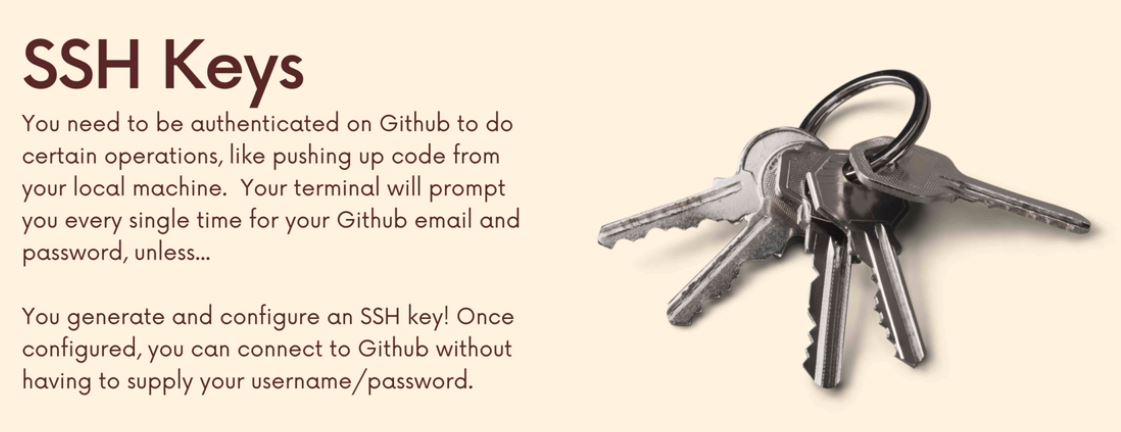 SSH Keys
You need to be authenticated on Github to do
certain operations, like pushing up code from
your local machine.  Your terminal will prompt
you every single time for your Github email and
password, unless...
You generate and configure an SSH key! Once
configured, you can connect to Github without
having to supply your username/password.